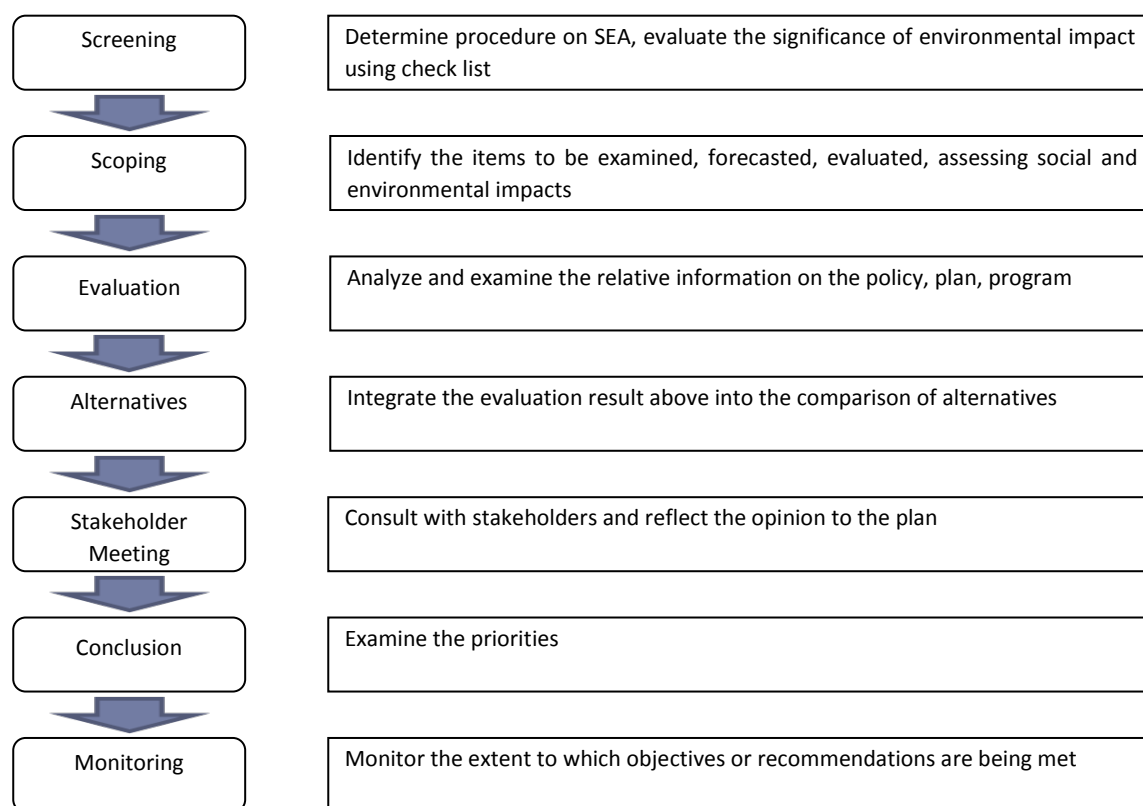 Screening
Determine procedure on SEA, evaluate the significance of environmental impact
using check list
Scoping
Identify the items to be examined, forecasted, evaluated, assessing social and
environmental impacts
Evaluation
Analyze and examine the relative information on the policy, plan, program
Alternatives
Integrate the evaluation result above into the comparison of alternatives
Stakeholder
Meeting
Consult with stakeholders and reflect the opinion to the plan
Conclusion
Examine the priorities
Monitoring
Monitor the extent to which objectives or recommendations are being met